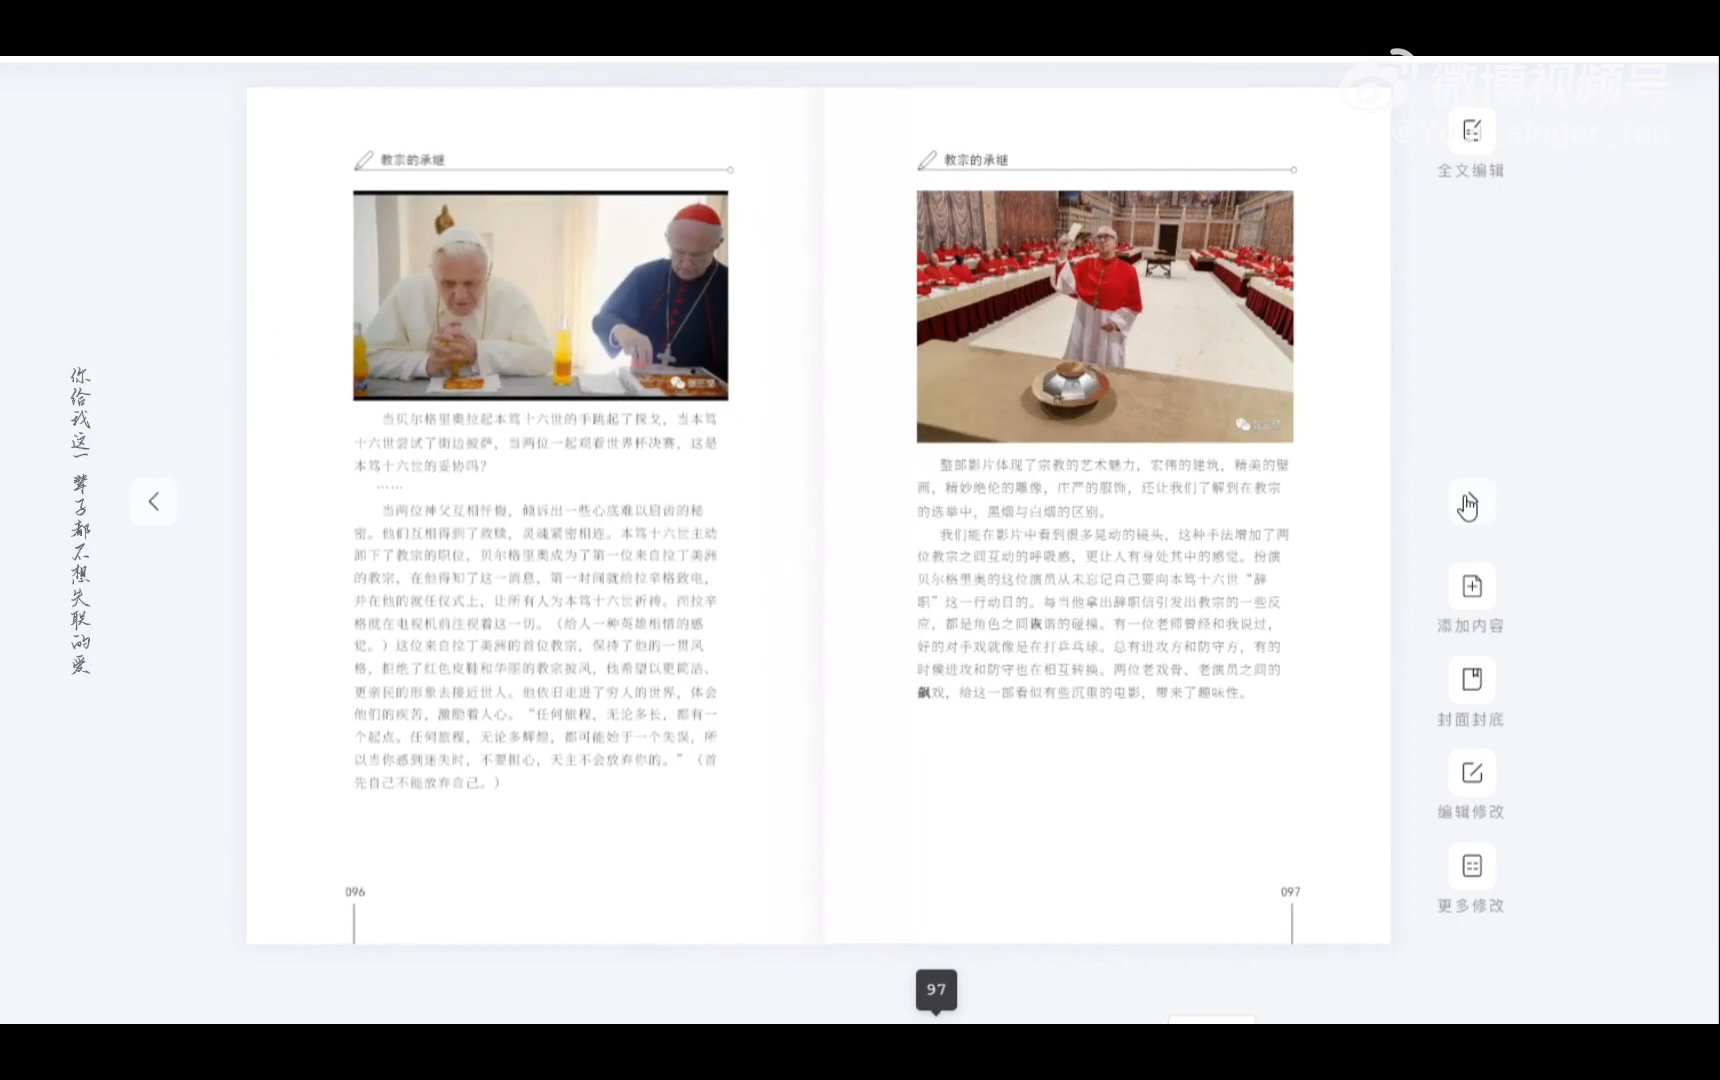 微博视频号
全文编辑
你给我这一辈子都不想失联的爱
教宗的承继
当贝尔格里奥拉起本笃十六世的手跳起了探戈，当本笃
十六世尝试了街边披萨，当两位一起观看世界杯决赛，这是
本笃十六世的妥协吗？
……
当两位神父互相忏悔，倾诉出一些心底难以启齿的秘
密。他们互相得到了救赎，灵魂紧密相连。本笃十六世主动
卸下了教宗的职位，贝尔格里奥成为了第一位来自拉丁美洲
的教宗，在他得知了这一消息，第一时间就给拉辛格致电，
并在他的就任仪式上，让所有人为本笃十六世祈祷。而拉辛
格就在电视机前注视着这一切。（给人一种英雄相惜的感
觉。）这位来自拉丁美洲的首位教宗，保持了他的一贯风
格，拒绝了红色皮鞋和华丽的教宗披风，他希望以更简洁、
更亲民的形象去接近世人。他依旧走进了穷人的世界，体会
他们的疾苦，激励着人心。“任何旅程，无论多长，都有一
个起点。任何旅程，无论多辉煌，都可能始于一个失误，所
以当你感到迷失时，不要担心，天主不会放弃你的。”（首
先自己不能放弃自己。）
096
教宗的承继
整部影片体现了宗教的艺术魅力，宏伟的建筑，精美的壁
画，精妙绝伦的雕像，庄严的服饰，还让我们了解到在教宗
的选举中，黑烟与白烟的区别。
我们能在影片中看到很多晃动的镜头，这种手法增加了两
位教宗之间互动的呼吸感，更让人有身处其中的感觉。扮演
贝尔格里奥的这位演员从未忘记自己要向本笃十六世“辞
职”这一行动目的。每当他拿出辞职信引发出教宗的一些反
应，都是角色之间诙谐的碰撞。有一位老师曾经和我说过，
好的对手戏就像是在打乒乓球。总有进攻方和防守方，有的
时候进攻和防守也在相互转换。两位老戏骨、老演员之间的
飙戏，给这一部看似有些沉重的电影，带来了趣味性。
097
添加内容
封面封底
编辑修改
更多修改
97